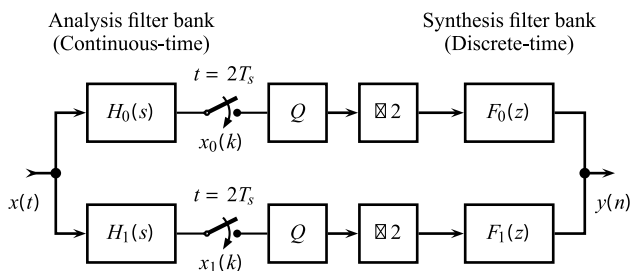 Analysis filter bank
(Continuous-time)
Synthesis filter bank
(Discrete-time)
t = 2Tₛ
H₀(s)
Q
2
F₀(z)
x₀(k)
x(t)
y(n)
t = 2Tₛ
H₁(s)
Q
2
F₁(z)
x₁(k)